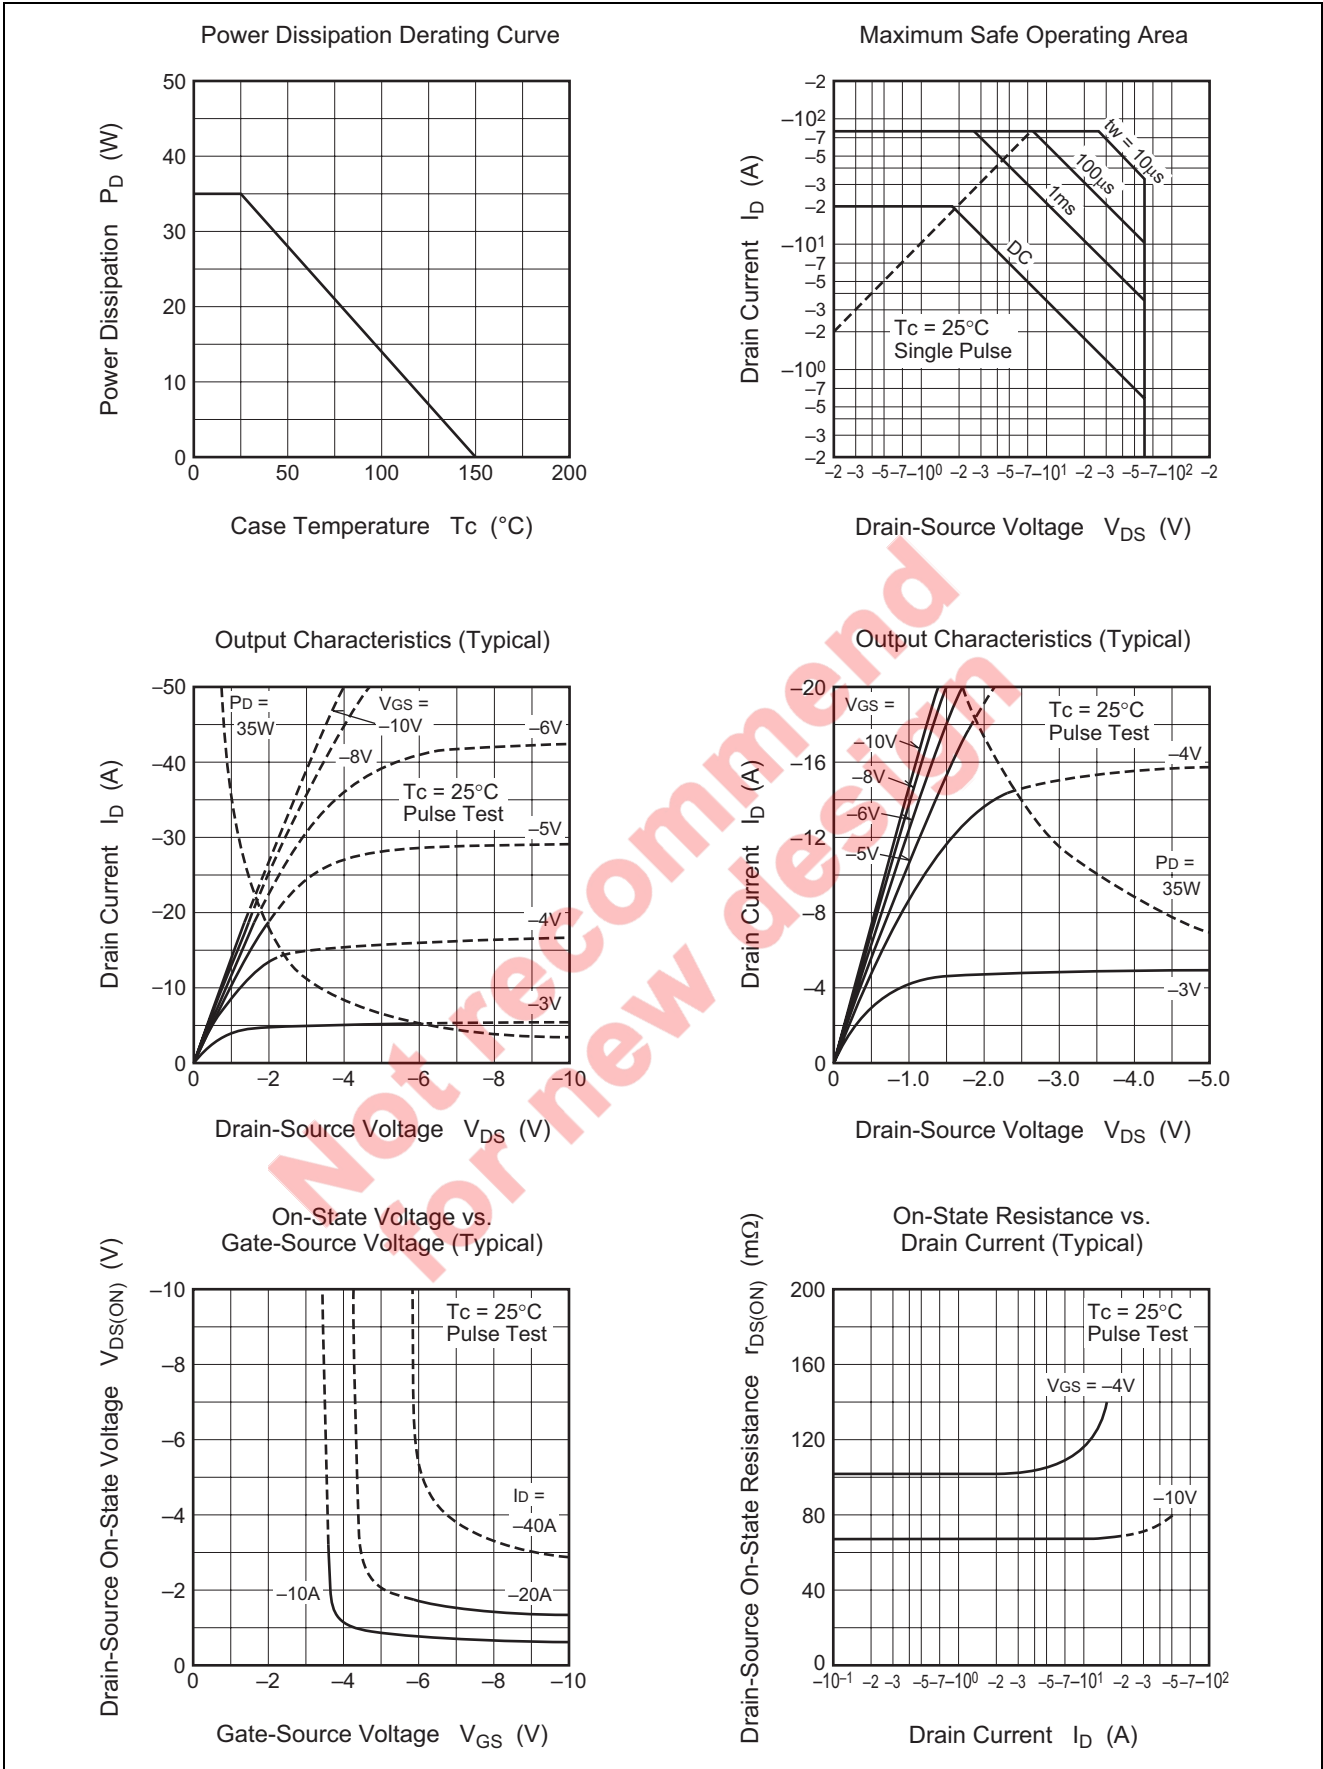 Power Dissipation Derating Curve
Power Dissipation PD (W)
50
40
30
20
10
0
0 50 100 150 200
Case Temperature Tc (°C)
Maximum Safe Operating Area
Drain Current ID (A)
–2
–10²
–7
–5
–3
–2
–10¹
–7
–5
–3
–2
–10⁰
–7
–5
–3
–2
tw = 10μs
100μs
1ms
DC
Tc = 25°C
Single Pulse
–2 –3 –5 –7 –10⁰ –2 –3 –5 –7 –10¹ –2 –3 –5 –7 –10² –2
Drain-Source Voltage VDS (V)
Output Characteristics (Typical)
Drain Current ID (A)
–50
–40
–30
–20
–10
0
PD =
35W
VGS =
–10V
–8V
–6V
Tc = 25°C
Pulse Test
–5V
–4V
–3V
0 –2 –4 –6 –8 –10
Drain-Source Voltage VDS (V)
Output Characteristics (Typical)
Drain Current ID (A)
–20
–16
–12
–8
–4
0
VGS =
–10V
–8V
–6V
–5V
Tc = 25°C
Pulse Test
–4V
PD =
35W
–3V
0 –1.0 –2.0 –3.0 –4.0 –5.0
Drain-Source Voltage VDS (V)
On-State Voltage vs.
Gate-Source Voltage (Typical)
Drain-Source On-State Voltage VDS(ON) (V)
–10
–8
–6
–4
–2
0
Tc = 25°C
Pulse Test
ID =
–40A
–20A
–10A
0 –2 –4 –6 –8 –10
Gate-Source Voltage VGS (V)
On-State Resistance vs.
Drain Current (Typical)
Drain-Source On-State Resistance rDS(ON) (mΩ)
200
160
120
80
40
0
Tc = 25°C
Pulse Test
VGS = –4V
–10V
–10⁻¹ –2 –3 –5 –7 –10⁰ –2 –3 –5 –7 –10¹ –2 –3 –5 –7 –10²
Drain Current ID (A)
Not recommend
for new design